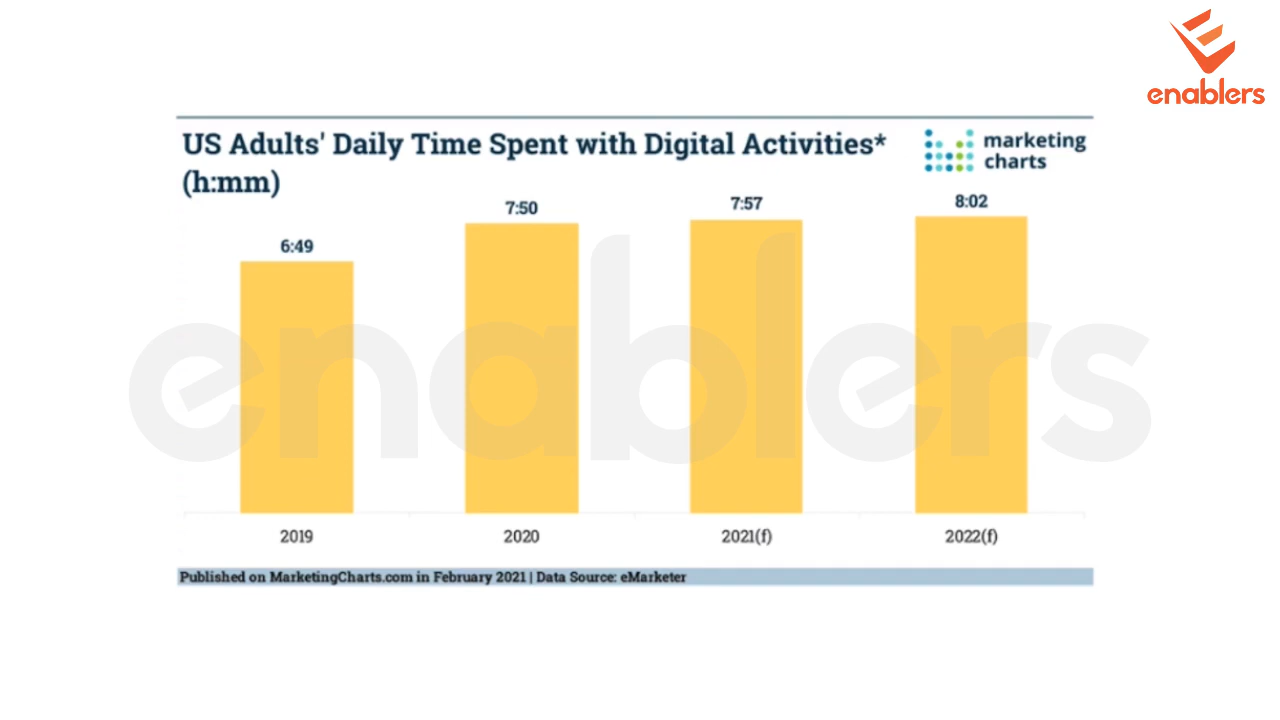 enablers
US Adults' Daily Time Spent with Digital Activities*
(h:mm)
marketing
charts
6:49
7:50
7:57
8:02
enablers
2019
2020
2021(f)
2022(f)
Published on MarketingCharts.com in February 2021 | Data Source: eMarketer